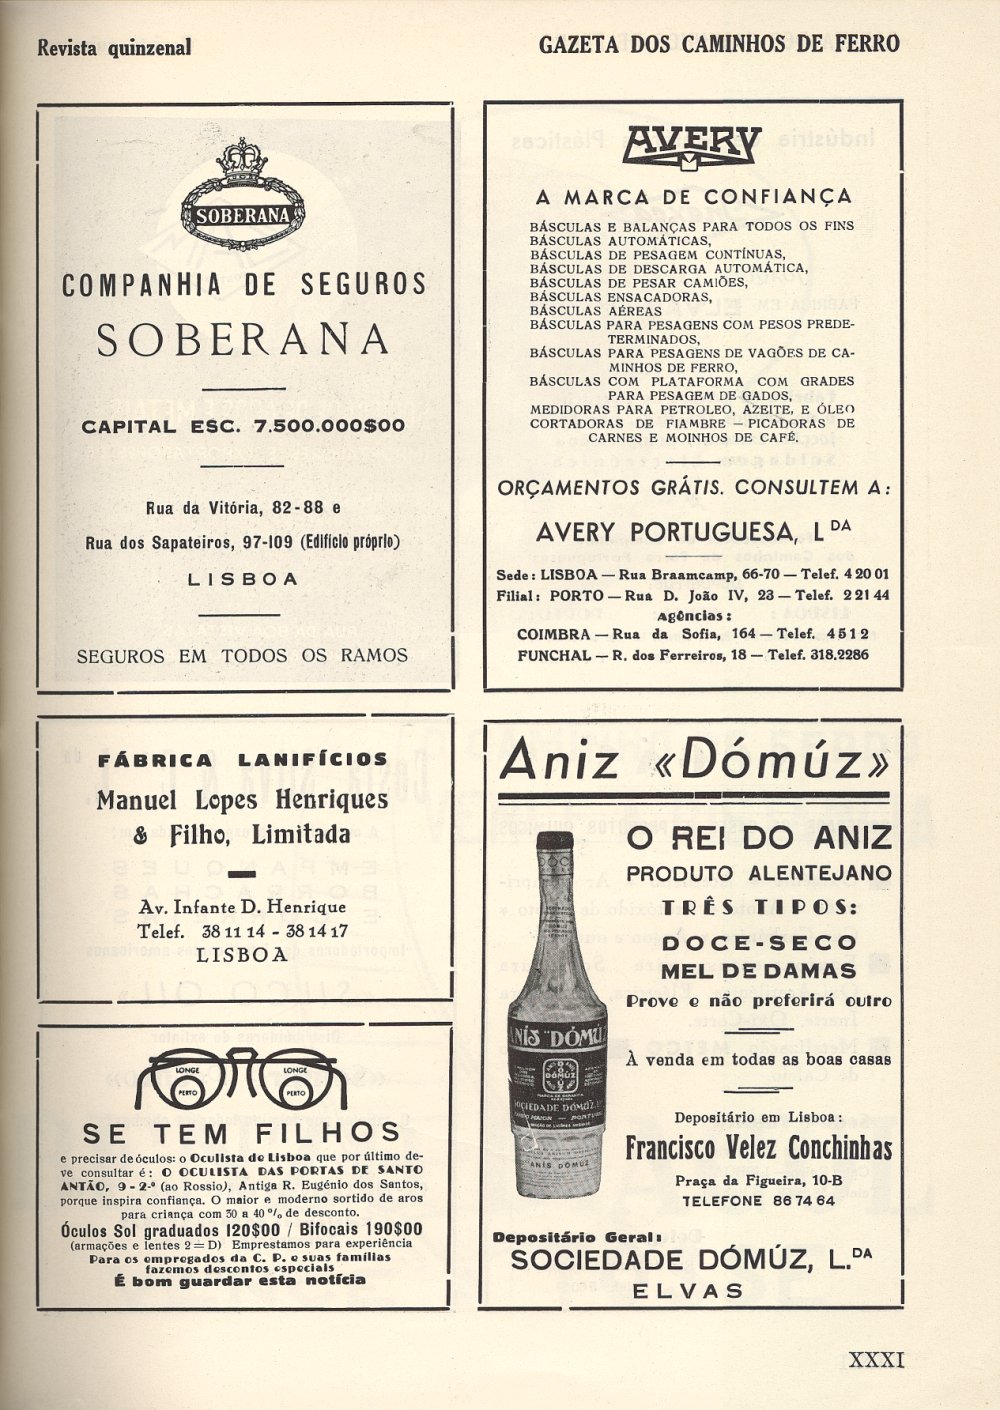 Revista quinzenal
GAZETA DOS CAMINHOS DE FERRO
SOBERANA
COMPANHIA DE SEGUROS
SOBERANA
CAPITAL ESC. 7.500.000$00
Rua da Vitória, 82-88 e
Rua dos Sapateiros, 97-109 (Edifício próprio)
LISBOA
SEGUROS EM TODOS OS RAMOS
AVERY
A MARCA DE CONFIANÇA
BÁSCULAS E BALANÇAS PARA TODOS OS FINS
BÁSCULAS AUTOMÁTICAS,
BÁSCULAS DE PESAGEM CONTÍNUAS,
BÁSCULAS DE DESCARGA AUTOMÁTICA,
BÁSCULAS DE PESAR CAMIÕES,
BÁSCULAS ENSACADORAS,
BÁSCULAS AÉREAS
BÁSCULAS PARA PESAGENS COM PESOS PREDE-
TERMINADOS,
BÁSCULAS PARA PESAGENS DE VAGÕES DE CA-
MINHOS DE FERRO,
BÁSCULAS COM PLATAFORMA COM GRADES
PARA PESAGEM DE GADOS,
MEDIDORAS PARA PETROLEO, AZEITE, E ÓLEO
CORTADORAS DE FIAMBRE — PICADORAS DE
CARNES E MOINHOS DE CAFÉ.
ORÇAMENTOS GRÁTIS. CONSULTEM A:
AVERY PORTUGUESA, LDA
Sede: LISBOA — Rua Braamcamp, 66-70 — Telef. 4 20 01
Filial: PORTO — Rua D. João IV, 23 — Telef. 2 21 44
Agências:
COIMBRA — Rua da Sofia, 164 — Telef. 4512
FUNCHAL — R. dos Ferreiros, 18 — Telef. 318.2286
FÁBRICA LANIFÍCIOS
Manuel Lopes Henriques
& Filho, Limitada
Av. Infante D. Henrique
Telef. 38 11 14 - 38 14 17
LISBOA
LONGE
PERTO
LONGE
PERTO
SE TEM FILHOS
e precisar de óculos: o Oculista de Lisboa que por último de-
ve consultar é: O OCULISTA DAS PORTAS DE SANTO
ANTÃO, 9-2.º (ao Rossio), Antiga R. Eugénio dos Santos,
porque inspira confiança. O maior e moderno sortido de aros
para criança com 30 a 40 % de desconto.
Óculos Sol graduados 120$00 / Bifocais 190$00
(armações e lentes 2 = D) Emprestamos para experiência
Para os empregados da C. P. e suas famílias
fazemos descontos especiais
É bom guardar esta notícia
Aniz «Dómúz»
O REI DO ANIZ
PRODUTO ALENTEJANO
TRÊS TIPOS:
DOCE-SECO
MEL DE DAMAS
Prove e não preferirá outro
À venda em todas as boas casas
Depositário em Lisboa:
Francisco Velez Conchinhas
Praça da Figueira, 10-B
TELEFONE 86 74 64
ANÍS "DÓMÚZ
DÓMÚZ
SOCIEDADE DÓMÚZ, L.
CAMPO MAIOR — PORTUGAL
ANÍS DÓMÚZ
Depositário Geral:
SOCIEDADE DÓMÚZ, L.DA
ELVAS
XXXI